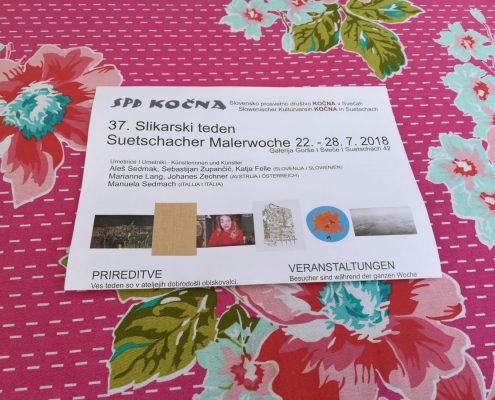 SPD KOČNA
Slovensko prosvetno društvo KOČNA v Svečah
Slowenischer Kulturverein KOČNA in Suetschach
37. Slikarski teden
Suetschacher Malerwoche 22. - 28. 7. 2018
Galerija Gorše I Sveče I Suetschach 42
Umetnice I Umetniki - Künstlerinnen und Künstler
Aleš Sedmak, Sebastijan Zupančič, Katja Felle (SLOVENIJA I SLOWENIEN)
Marianne Lang, Johanes Zechner (AVSTRIJA I ÖSTERREICH)
Manuela Sedmach (ITALIJA I ITALIA)
PRIREDITVE
Ves teden so v ateljejih dobrodošli obiskovalci.
VERANSTALTUNGEN
Besucher sind während der ganzen Woche